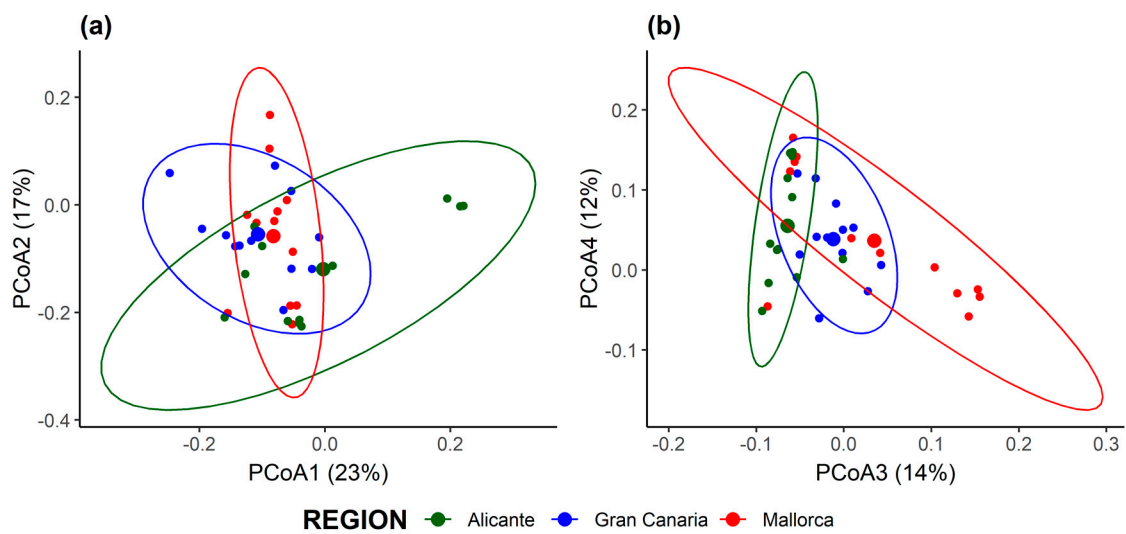 (a)
0.2
0.0
-0.2
-0.4
PCoA2 (17%)
-0.2
0.0
0.2
PCoA1 (23%)
(b)
0.2
0.1
0.0
-0.1
PCoA4 (12%)
-0.2
-0.1
0.0
0.1
0.2
0.3
PCoA3 (14%)
REGION Alicante Gran Canaria Mallorca